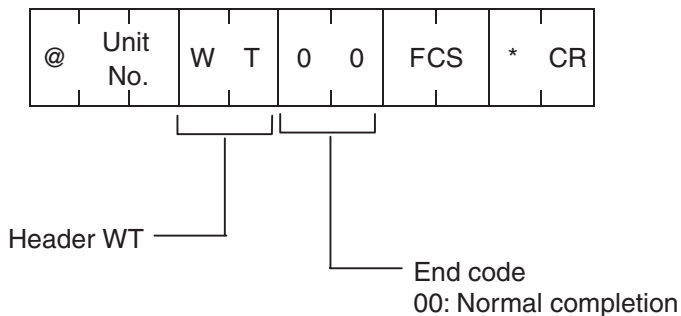 @ Unit No. W T 0 0 FCS * CR
Header WT
End code
00: Normal completion